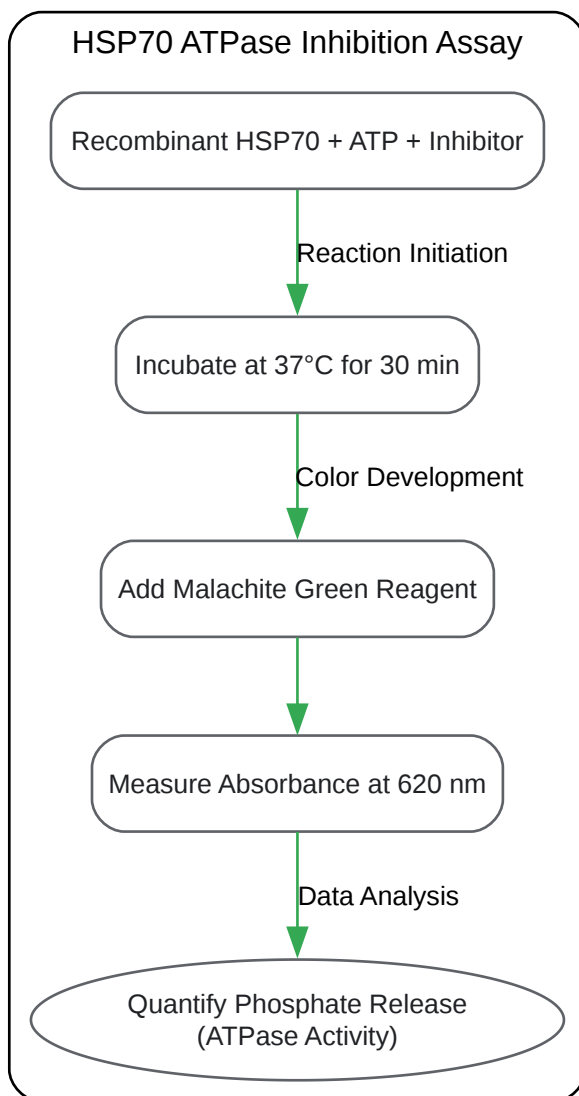 HSP70 ATPase Inhibition Assay
Recombinant HSP70 + ATP + Inhibitor
Reaction Initiation
Incubate at 37°C for 30 min
Color Development
Add Malachite Green Reagent
Measure Absorbance at 620 nm
Data Analysis
Quantify Phosphate Release
(ATPase Activity)